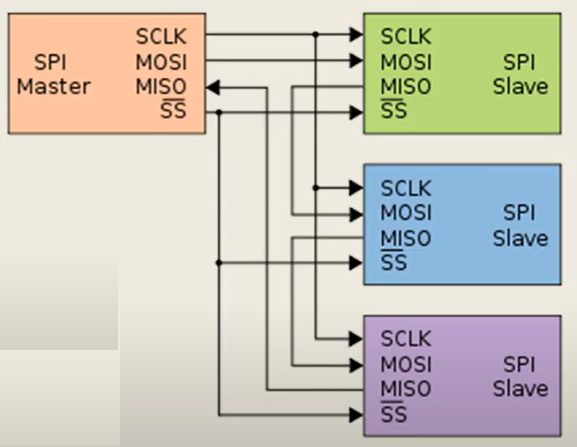 SPI
Master
SCLK
MOSI
MISO
SS
SCLK
MOSI
MISO
SS
SPI
Slave
SCLK
MOSI
MISO
SS
SPI
Slave
SCLK
MOSI
MISO
SS
SPI
Slave